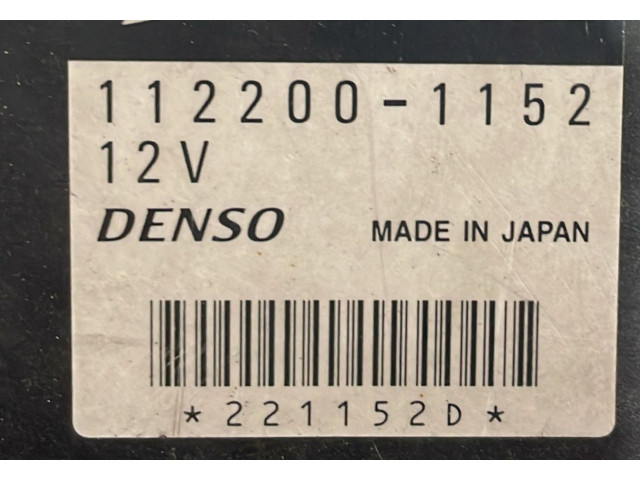 112200-1152
12V
DENSO MADE IN JAPAN
*221152D*